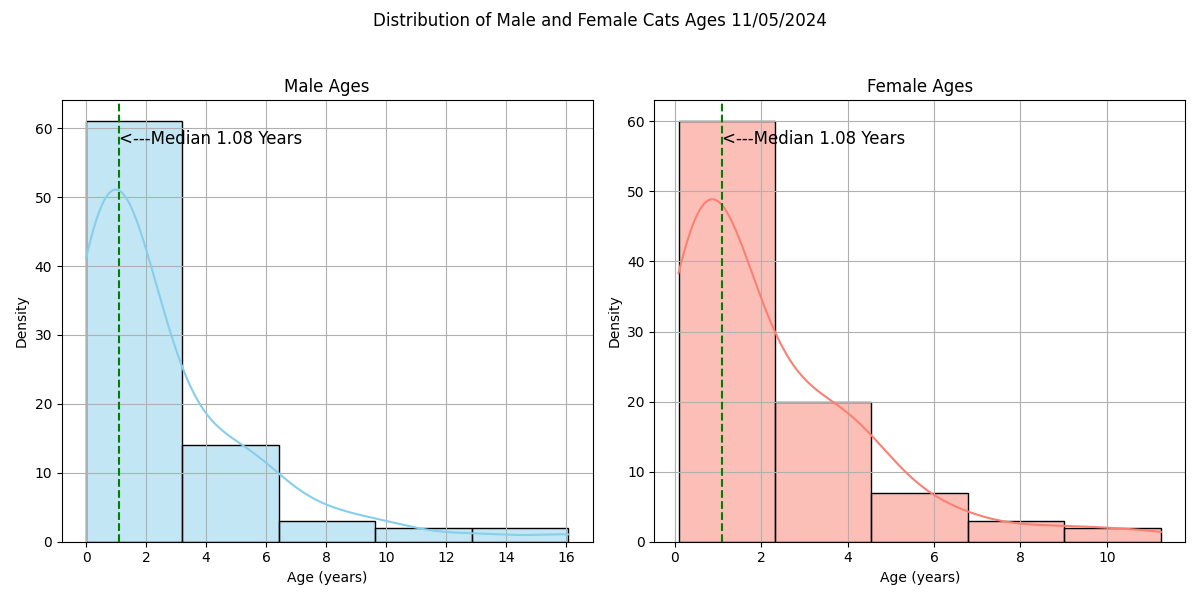 Distribution of Male and Female Cats Ages 11/05/2024
Male Ages
<---Median 1.08 Years
Density
60
50
40
30
20
10
0
0 2 4 6 8 10 12 14 16
Age (years)
Female Ages
<---Median 1.08 Years
Density
60
50
40
30
20
10
0
0 2 4 6 8 10
Age (years)